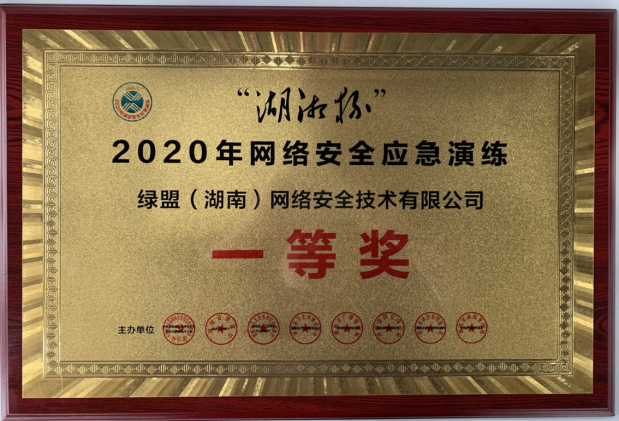 “湖湘杯”
2020年网络安全应急演练
绿盟（湖南）网络安全技术有限公司
一等奖
主办单位